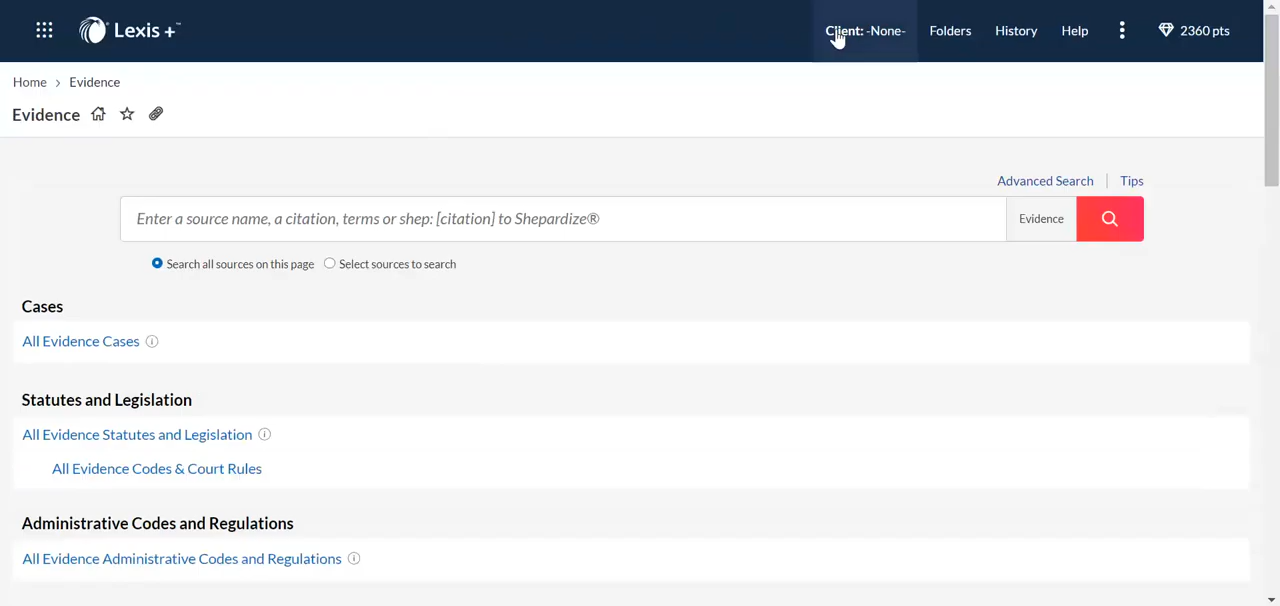 Lexis +™ Client: -None- Folders History Help 2360 pts
Home › Evidence
Evidence
Advanced Search | Tips
Enter a source name, a citation, terms or shep: [citation] to Shepardize® Evidence
Search all sources on this page Select sources to search
Cases
All Evidence Cases
Statutes and Legislation
All Evidence Statutes and Legislation
All Evidence Codes & Court Rules
Administrative Codes and Regulations
All Evidence Administrative Codes and Regulations